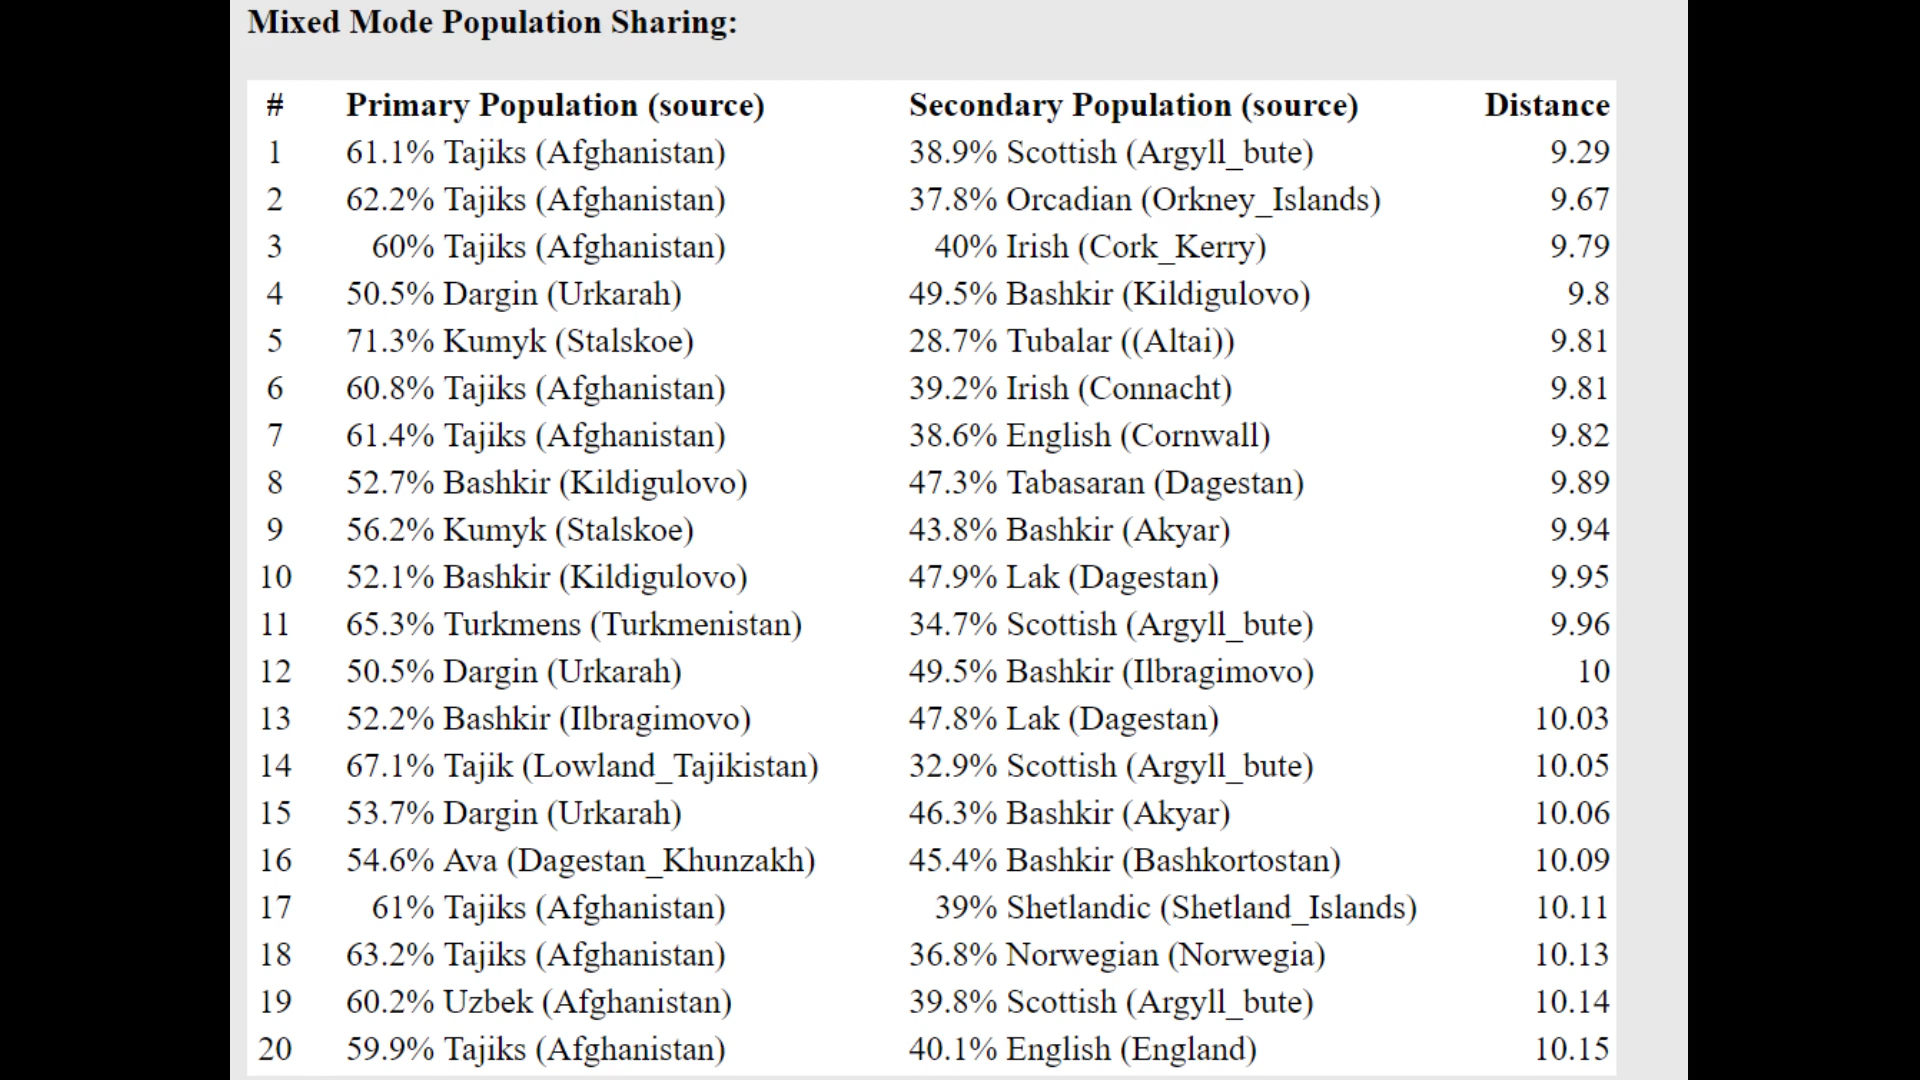 Mixed Mode Population Sharing:
# Primary Population (source) Secondary Population (source) Distance
1 61.1% Tajiks (Afghanistan) 38.9% Scottish (Argyll_bute) 9.29
2 62.2% Tajiks (Afghanistan) 37.8% Orcadian (Orkney_Islands) 9.67
3 60% Tajiks (Afghanistan) 40% Irish (Cork_Kerry) 9.79
4 50.5% Dargin (Urkarah) 49.5% Bashkir (Kildigulovo) 9.8
5 71.3% Kumyk (Stalskoe) 28.7% Tubalar ((Altai)) 9.81
6 60.8% Tajiks (Afghanistan) 39.2% Irish (Connacht) 9.81
7 61.4% Tajiks (Afghanistan) 38.6% English (Cornwall) 9.82
8 52.7% Bashkir (Kildigulovo) 47.3% Tabasaran (Dagestan) 9.89
9 56.2% Kumyk (Stalskoe) 43.8% Bashkir (Akyar) 9.94
10 52.1% Bashkir (Kildigulovo) 47.9% Lak (Dagestan) 9.95
11 65.3% Turkmens (Turkmenistan) 34.7% Scottish (Argyll_bute) 9.96
12 50.5% Dargin (Urkarah) 49.5% Bashkir (Ilbragimovo) 10
13 52.2% Bashkir (Ilbragimovo) 47.8% Lak (Dagestan) 10.03
14 67.1% Tajik (Lowland_Tajikistan) 32.9% Scottish (Argyll_bute) 10.05
15 53.7% Dargin (Urkarah) 46.3% Bashkir (Akyar) 10.06
16 54.6% Ava (Dagestan_Khunzakh) 45.4% Bashkir (Bashkortostan) 10.09
17 61% Tajiks (Afghanistan) 39% Shetlandic (Shetland_Islands) 10.11
18 63.2% Tajiks (Afghanistan) 36.8% Norwegian (Norwegia) 10.13
19 60.2% Uzbek (Afghanistan) 39.8% Scottish (Argyll_bute) 10.14
20 59.9% Tajiks (Afghanistan) 40.1% English (England) 10.15